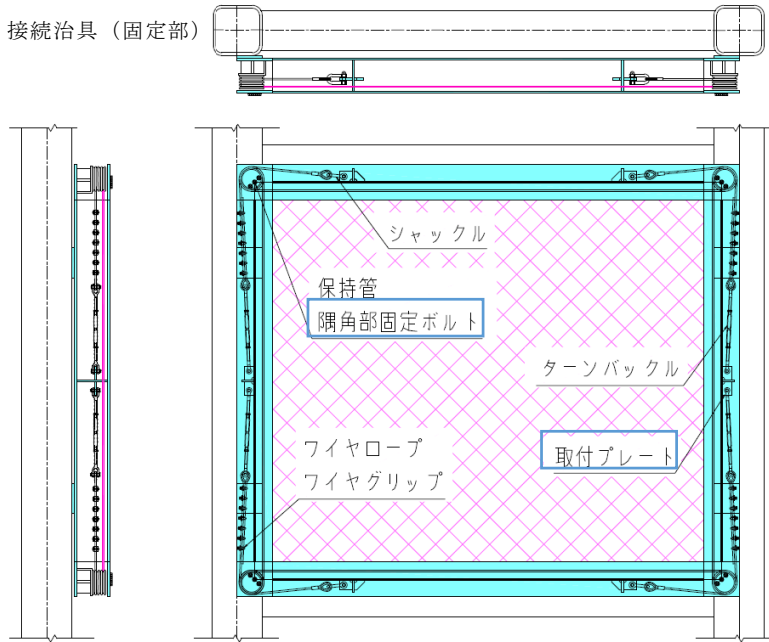 接続治具（固定部）
シャックル
保持管
隅角部固定ボルト
ターンバックル
取付プレート
ワイヤロープ
ワイヤグリップ